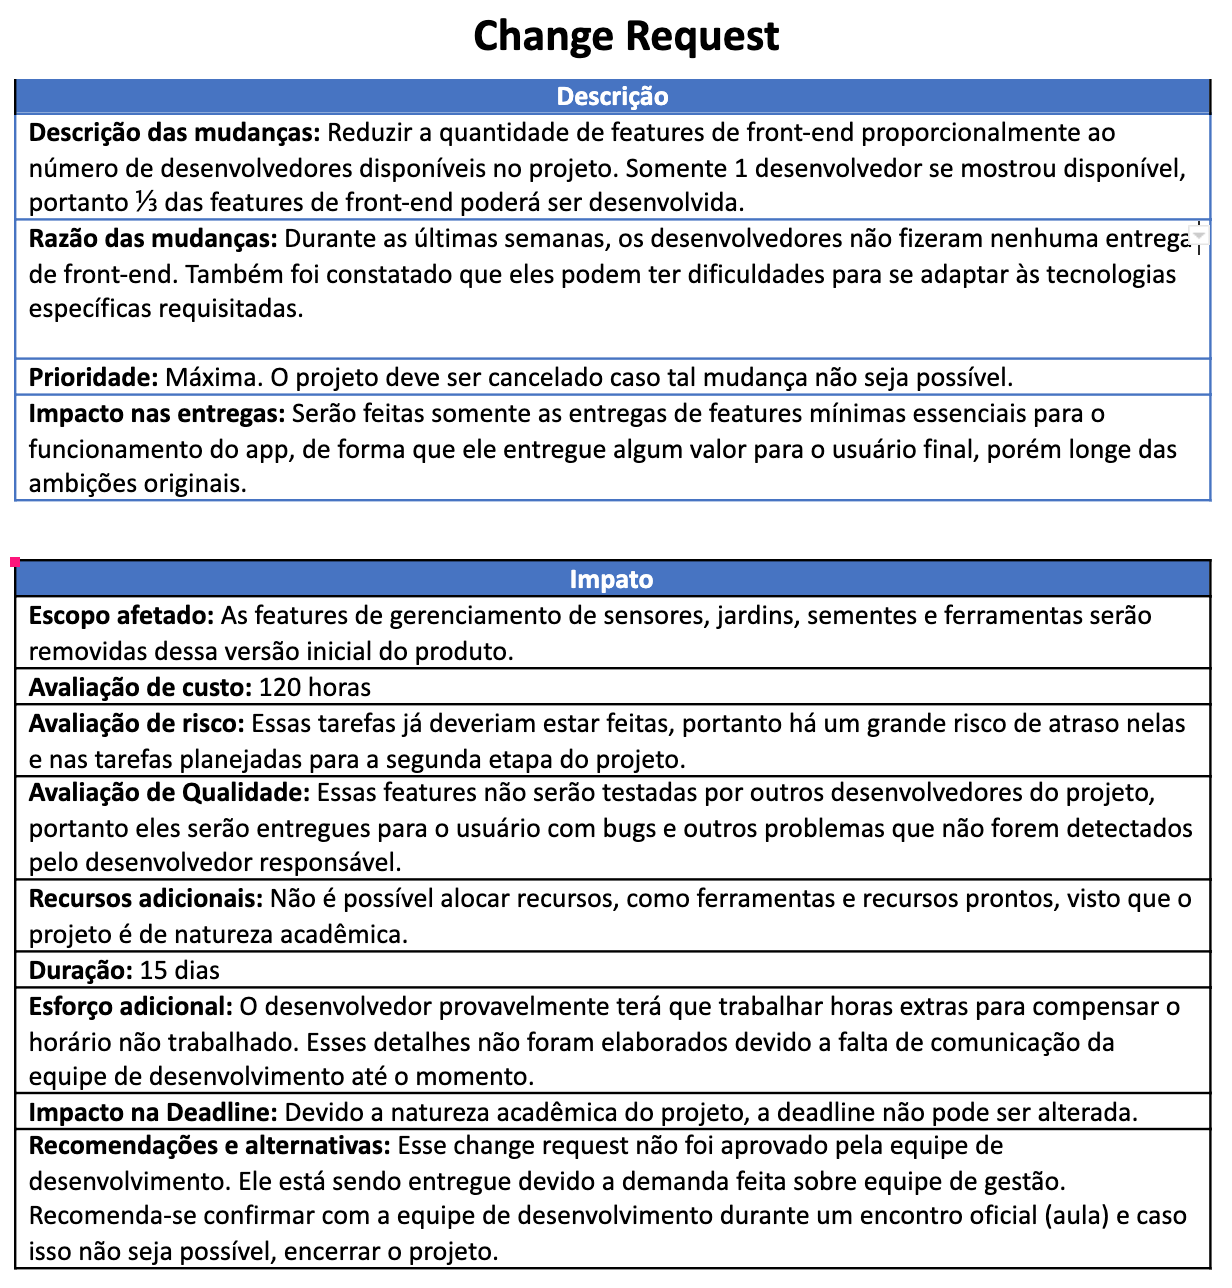 Change Request
Descrição
Descrição das mudanças: Reduzir a quantidade de features de front-end proporcionalmente ao
número de desenvolvedores disponíveis no projeto. Somente 1 desenvolvedor se mostrou disponível,
portanto ⅓ das features de front-end poderá ser desenvolvida.
Razão das mudanças: Durante as últimas semanas, os desenvolvedores não fizeram nenhuma entrega
de front-end. Também foi constatado que eles podem ter dificuldades para se adaptar às tecnologias
específicas requisitadas.
Prioridade: Máxima. O projeto deve ser cancelado caso tal mudança não seja possível.
Impacto nas entregas: Serão feitas somente as entregas de features mínimas essenciais para o
funcionamento do app, de forma que ele entregue algum valor para o usuário final, porém longe das
ambições originais.
Impato
Escopo afetado: As features de gerenciamento de sensores, jardins, sementes e ferramentas serão
removidas dessa versão inicial do produto.
Avaliação de custo: 120 horas
Avaliação de risco: Essas tarefas já deveriam estar feitas, portanto há um grande risco de atraso nelas
e nas tarefas planejadas para a segunda etapa do projeto.
Avaliação de Qualidade: Essas features não serão testadas por outros desenvolvedores do projeto,
portanto eles serão entregues para o usuário com bugs e outros problemas que não forem detectados
pelo desenvolvedor responsável.
Recursos adicionais: Não é possível alocar recursos, como ferramentas e recursos prontos, visto que o
projeto é de natureza acadêmica.
Duração: 15 dias
Esforço adicional: O desenvolvedor provavelmente terá que trabalhar horas extras para compensar o
horário não trabalhado. Esses detalhes não foram elaborados devido a falta de comunicação da
equipe de desenvolvimento até o momento.
Impacto na Deadline: Devido a natureza acadêmica do projeto, a deadline não pode ser alterada.
Recomendações e alternativas: Esse change request não foi aprovado pela equipe de
desenvolvimento. Ele está sendo entregue devido a demanda feita sobre equipe de gestão.
Recomenda-se confirmar com a equipe de desenvolvimento durante um encontro oficial (aula) e caso
isso não seja possível, encerrar o projeto.